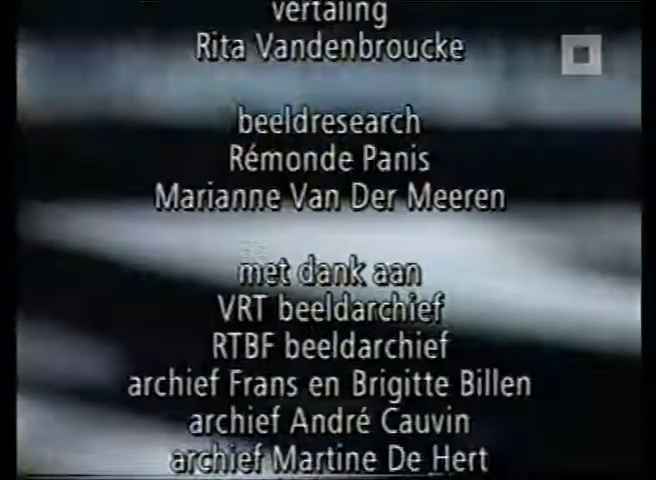 vertaling
Rita Vandenbroucke
beeldresearch
Rémonde Panis
Marianne Van Der Meeren
met dank aan
VRT beeldarchief
RTBF beeldarchief
archief Frans en Brigitte Billen
archief André Cauvin
archief Martine De Hert